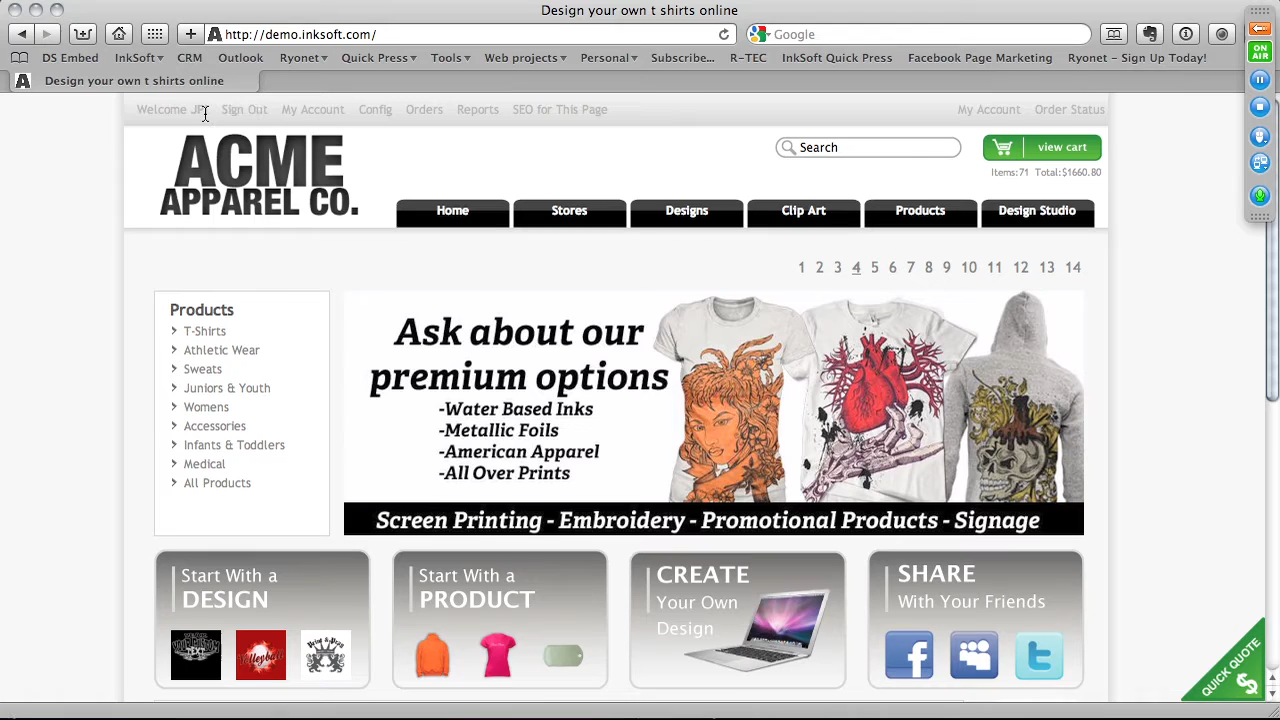 Design your own t shirts online
http://demo.inksoft.com/
Google
DS Embed InkSoft CRM Outlook Ryonet Quick Press Tools Web projects Personal Subscribe... R-TEC InkSoft Quick Press Facebook Page Marketing Ryonet - Sign Up Today!
Design your own t shirts online
ON AIR
Welcome Sign Out My Account Config Orders Reports SEO for This Page My Account Order Status
ACME
APPAREL CO.
Search
view cart
Items:71 Total:$1660.80
Home Stores Designs Clip Art Products Design Studio
1 2 3 4 5 6 7 8 9 10 11 12 13 14
Products
T-Shirts
Athletic Wear
Sweats
Juniors & Youth
Womens
Accessories
Infants & Toddlers
Medical
All Products
Ask about our
premium options
-Water Based Inks
-Metallic Foils
-American Apparel
-All Over Prints
Screen Printing - Embroidery - Promotional Products - Signage
Start With a
DESIGN
Start With a
PRODUCT
CREATE
Your Own
Design
SHARE
With Your Friends
QUICK QUOTE